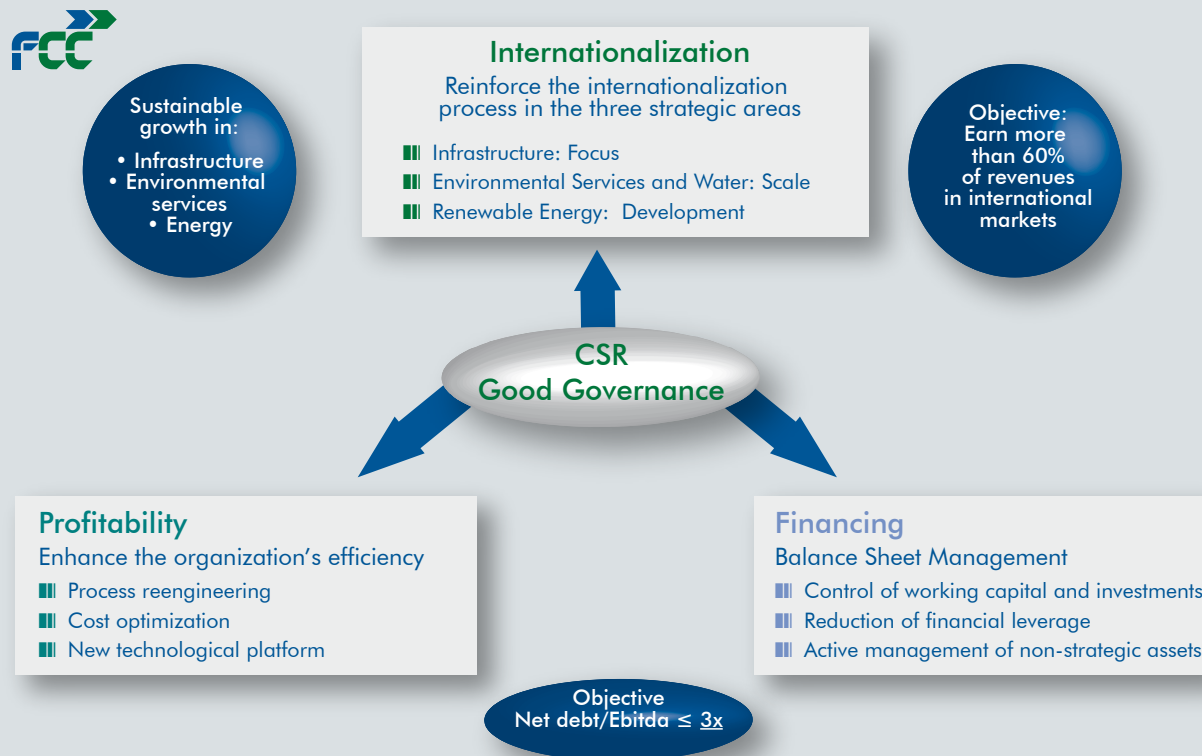 FCC
Sustainable
growth in:
• Infrastructure
• Environmental
services
• Energy
Internationalization
Reinforce the internationalization
process in the three strategic areas
Infrastructure: Focus
Environmental Services and Water: Scale
Renewable Energy: Development
Objective:
Earn more
than 60%
of revenues
in international
markets
CSR
Good Governance
Profitability
Enhance the organization’s efficiency
Process reengineering
Cost optimization
New technological platform
Financing
Balance Sheet Management
Control of working capital and investments
Reduction of financial leverage
Active management of non-strategic assets
Objective
Net debt/Ebitda ≤ 3x